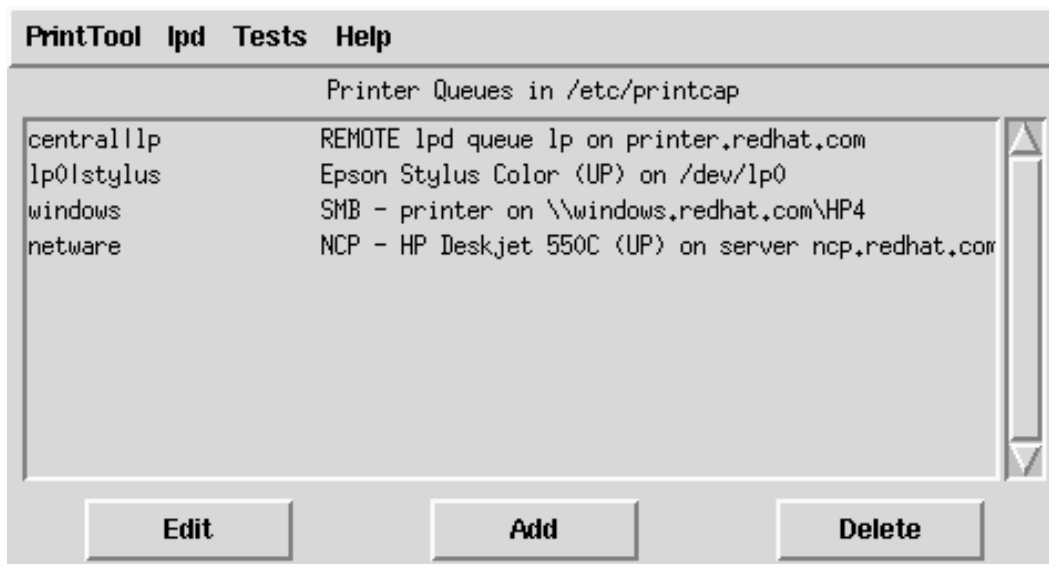 PrintTool lpd Tests Help
Printer Queues in /etc/printcap
central|lp REMOTE lpd queue lp on printer.redhat.com
lp0|stylus Epson Stylus Color (UP) on /dev/lp0
windows SMB - printer on \\windows.redhat.com\HP4
netware NCP - HP Deskjet 550C (UP) on server ncp.redhat.com
Edit Add Delete